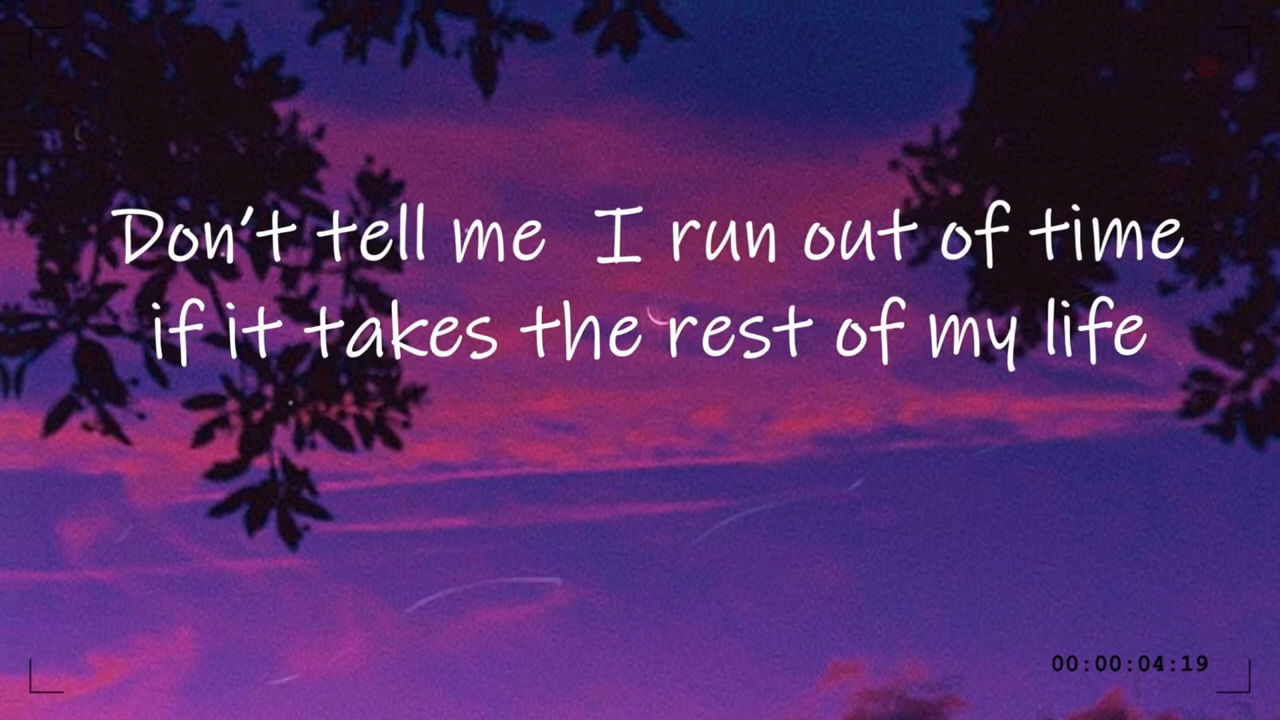 Don't tell me  I run out of time
if it takes the rest of my life
00:00:04:19